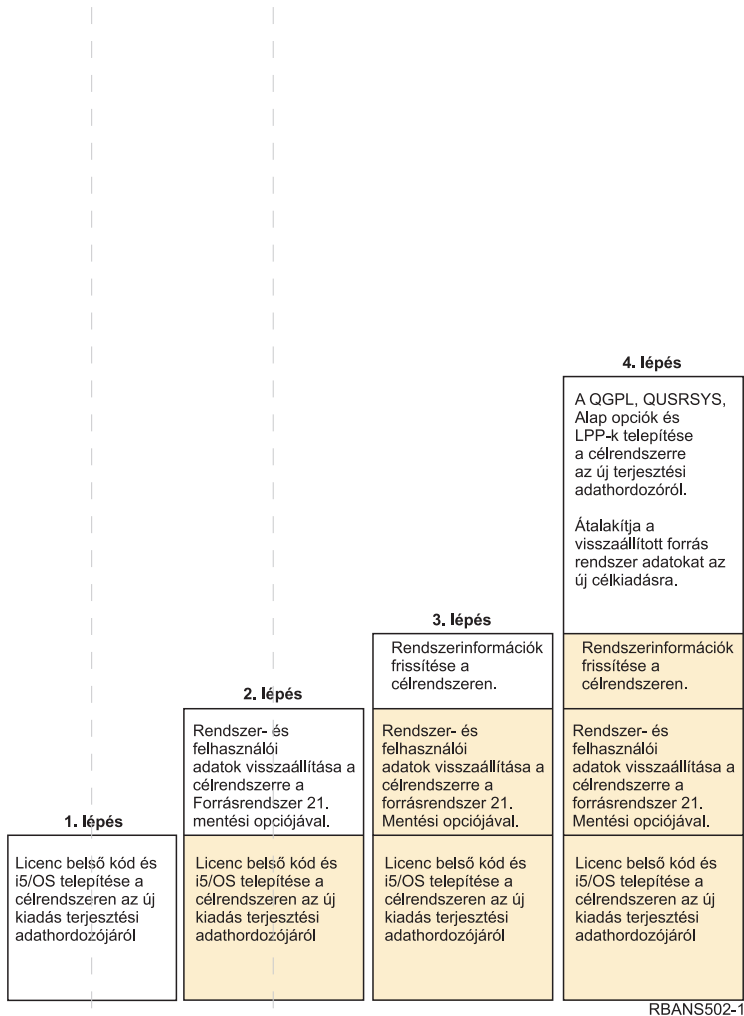 1. lépés
Licenc belső kód és
i5/OS telepítése a
célrendszeren az új
kiadás terjesztési
adathordozójáról
2. lépés
Rendszer- és
felhasználói
adatok visszaállítása a
célrendszerre a
Forrásrendszer 21.
mentési opciójával.
Licenc belső kód és
i5/OS telepítése a
célrendszeren az új
kiadás terjesztési
adathordozójáról
3. lépés
Rendszerinformációk
frissítése a
célrendszeren.
Rendszer- és
felhasználói
adatok visszaállítása a
célrendszerre a
forrásrendszer 21.
Mentési opciójával.
Licenc belső kód és
i5/OS telepítése a
célrendszeren az új
kiadás terjesztési
adathordozójáról
4. lépés
A QGPL, QUSRSYS,
Alap opciók és
LPP-k telepítése
a célrendszerre
az új terjesztési
adathordozóról.
Átalakítja a
visszaállított forrás
rendszer adatokat az
új célkiadásra.
Rendszerinformációk
frissítése a
célrendszeren.
Rendszer- és
felhasználói
adatok visszaállítása a
célrendszerre a
forrásrendszer 21.
Mentési opciójával.
Licenc belső kód és
i5/OS telepítése a
célrendszeren az új
kiadás terjesztési
adathordozójáról
RBANS502-1